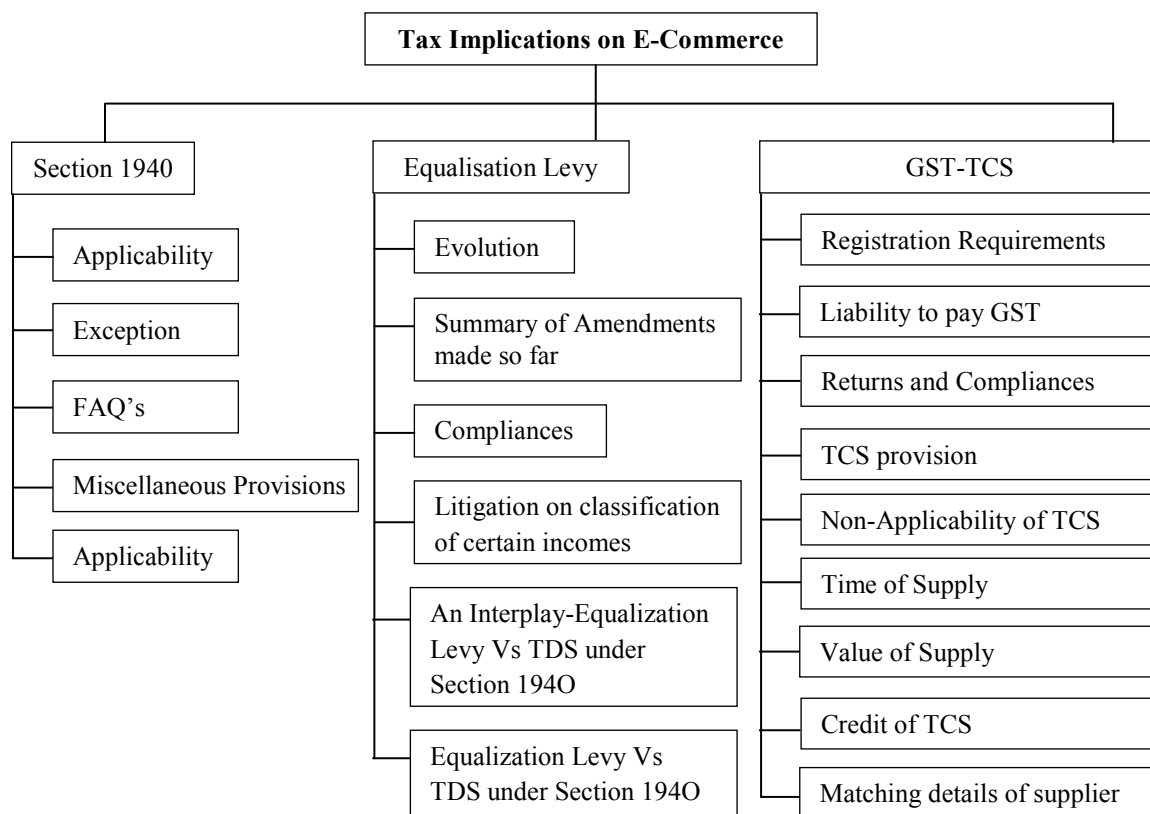 Tax Implications on E-Commerce
Section 1940
Applicability
Exception
FAQ’s
Miscellaneous Provisions
Applicability
Equalisation Levy
Evolution
Summary of Amendments
made so far
Compliances
Litigation on classification
of certain incomes
An Interplay-Equalization
Levy Vs TDS under
Section 194O
Equalization Levy Vs
TDS under Section 194O
GST-TCS
Registration Requirements
Liability to pay GST
Returns and Compliances
TCS provision
Non-Applicability of TCS
Time of Supply
Value of Supply
Credit of TCS
Matching details of supplier